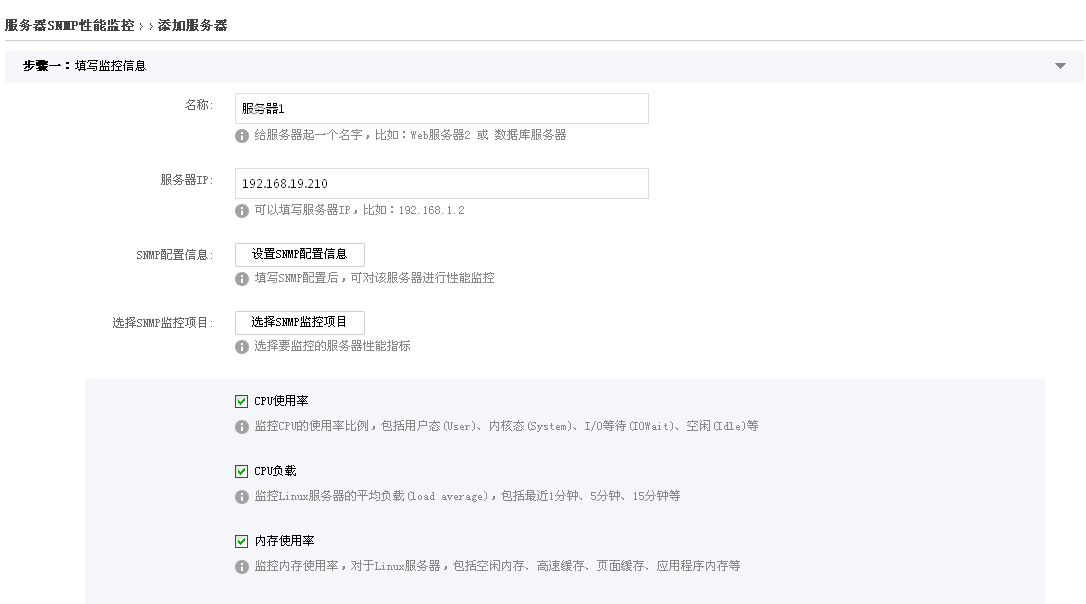 服务器SNMP性能监控 >> 添加服务器
步骤一：填写监控信息
名称:
服务器1
给服务器起一个名字，比如：Web服务器2 或 数据库服务器
服务器IP:
192.168.19.210
可以填写服务器IP，比如：192.168.1.2
SNMP配置信息:
设置SNMP配置信息
填写SNMP配置后，可对该服务器进行性能监控
选择SNMP监控项目:
选择SNMP监控项目
选择要监控的服务器性能指标
CPU使用率
监控CPU的使用率比例，包括用户态(User)、内核态(System)、I/O等待(IOWait)、空闲(Idle)等
CPU负载
监控Linux服务器的平均负载(load average)，包括最近1分钟、5分钟、15分钟等
内存使用率
监控内存使用率，对于Linux服务器，包括空闲内存、高速缓存、页面缓存、应用程序内存等